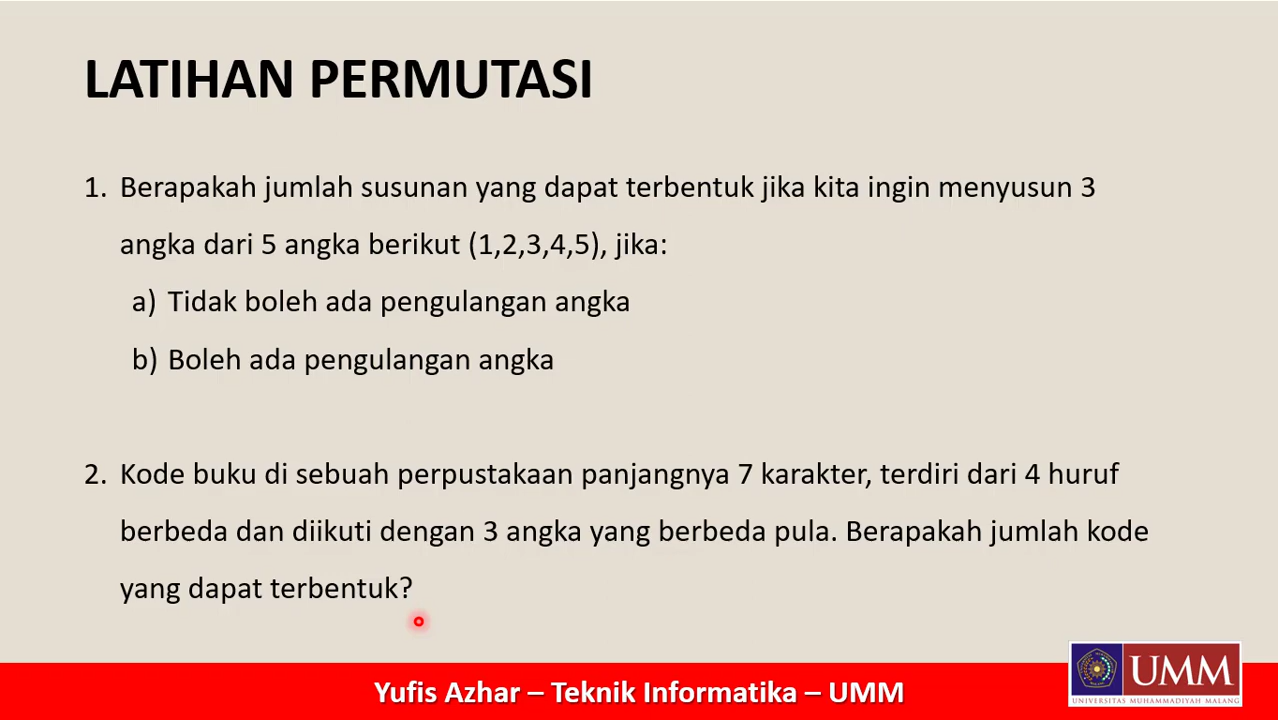 LATIHAN PERMUTASI
1. Berapakah jumlah susunan yang dapat terbentuk jika kita ingin menyusun 3
angka dari 5 angka berikut (1,2,3,4,5), jika:
a) Tidak boleh ada pengulangan angka
b) Boleh ada pengulangan angka
2. Kode buku di sebuah perpustakaan panjangnya 7 karakter, terdiri dari 4 huruf
berbeda dan diikuti dengan 3 angka yang berbeda pula. Berapakah jumlah kode
yang dapat terbentuk?
Yufis Azhar – Teknik Informatika – UMM
UMM
UNIVERSITAS MUHAMMADIYAH MALANG